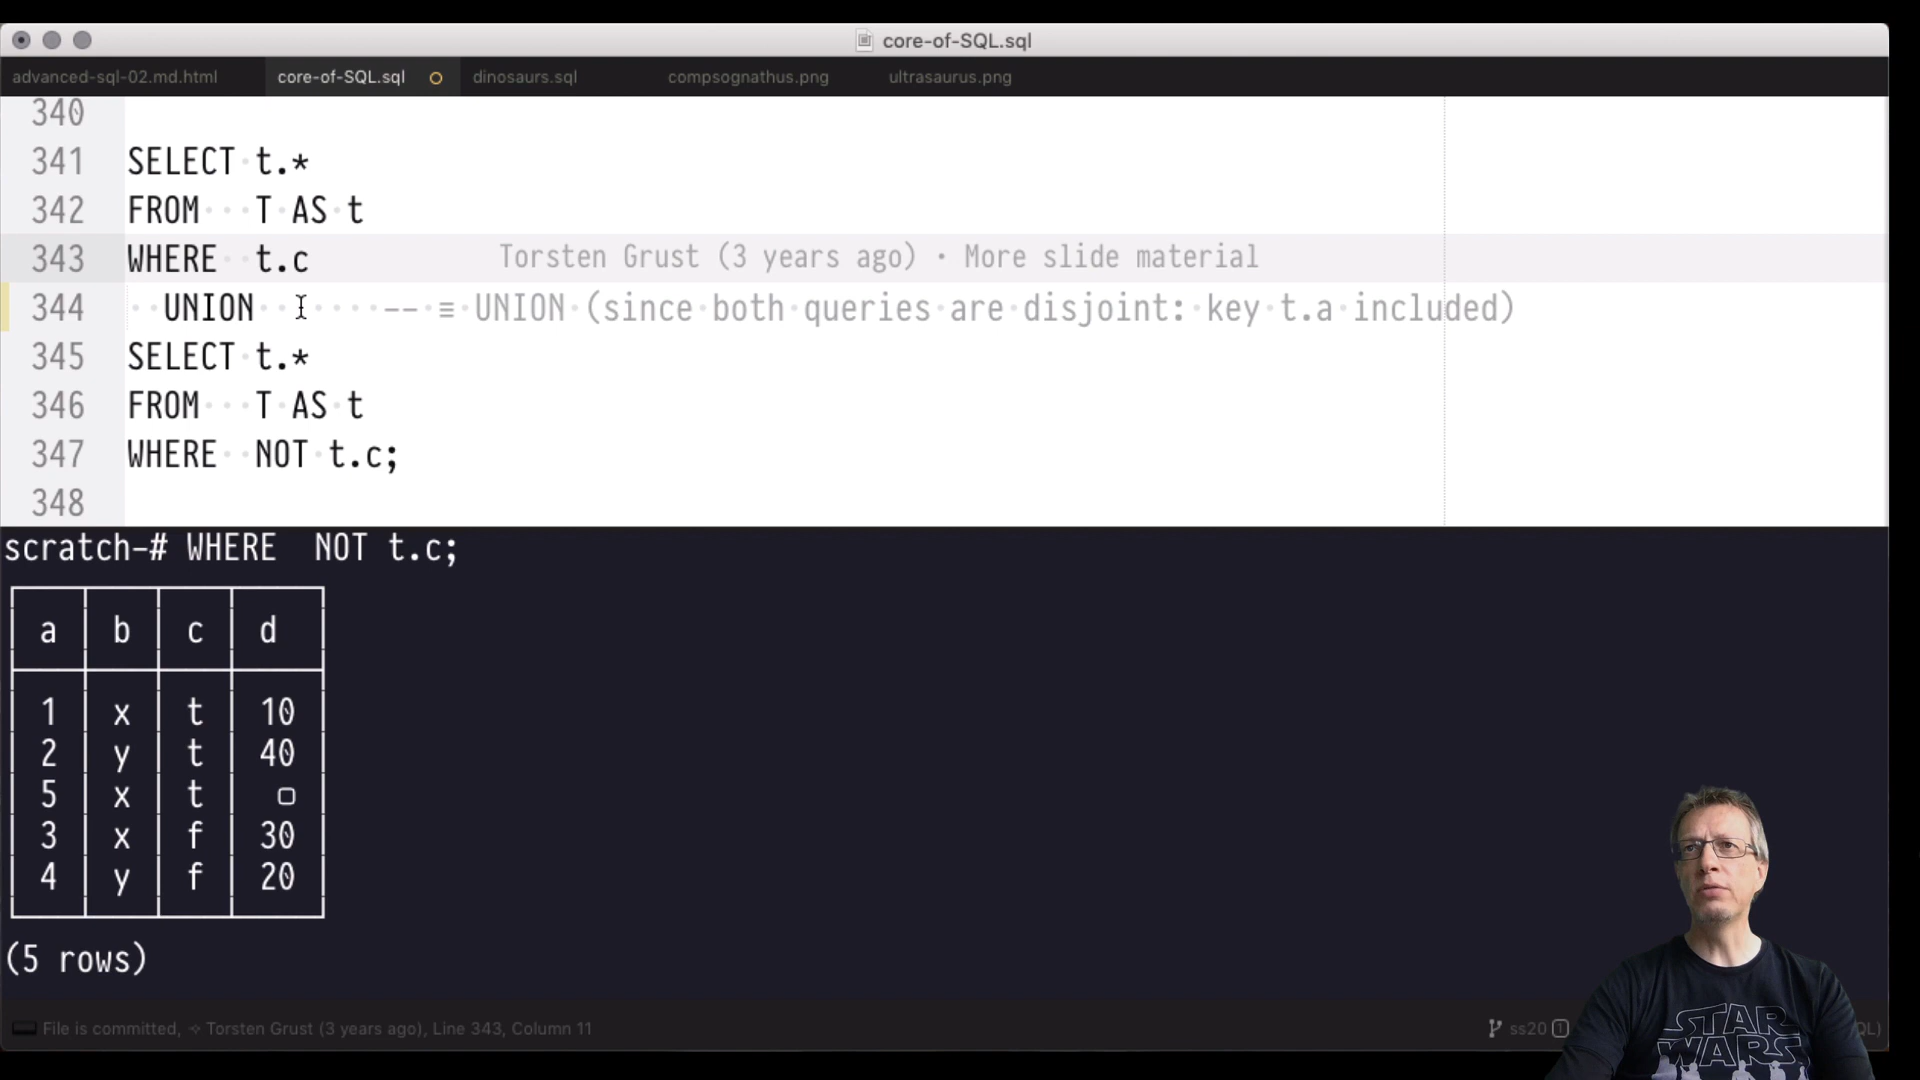 core-of-SQL.sql
advanced-sql-02.md.html core-of-SQL.sql dinosaurs.sql compsognathus.png ultrasaurus.png
340
341 SELECT t.*
342 FROM T AS t
343 WHERE t.c Torsten Grust (3 years ago) • More slide material
344 UNION -- ≡ UNION (since both queries are disjoint: key t.a included)
345 SELECT t.*
346 FROM T AS t
347 WHERE NOT t.c;
348
scratch-# WHERE NOT t.c;
a b c d
1 x t 10
2 y t 40
5 x t ▢
3 x f 30
4 y f 20
(5 rows)
File is committed, Torsten Grust (3 years ago), Line 343, Column 11 ss20 1 QL)
STAR
WARS